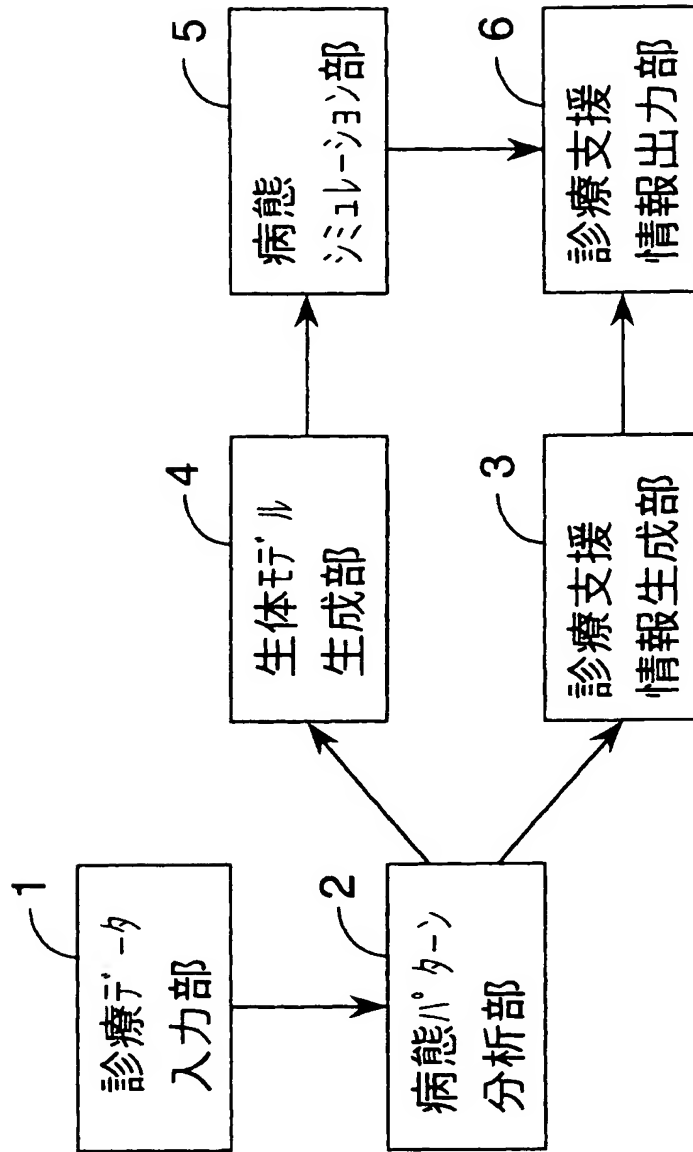 1
診療ﾃﾞｰﾀ
入力部
2
病態ﾊﾟﾀｰﾝ
分析部
4
生体ﾓﾃﾞﾙ
生成部
3
診療支援
情報生成部
5
病態
ｼﾐｭﾚｰｼｮﾝ部
6
診療支援
情報出力部